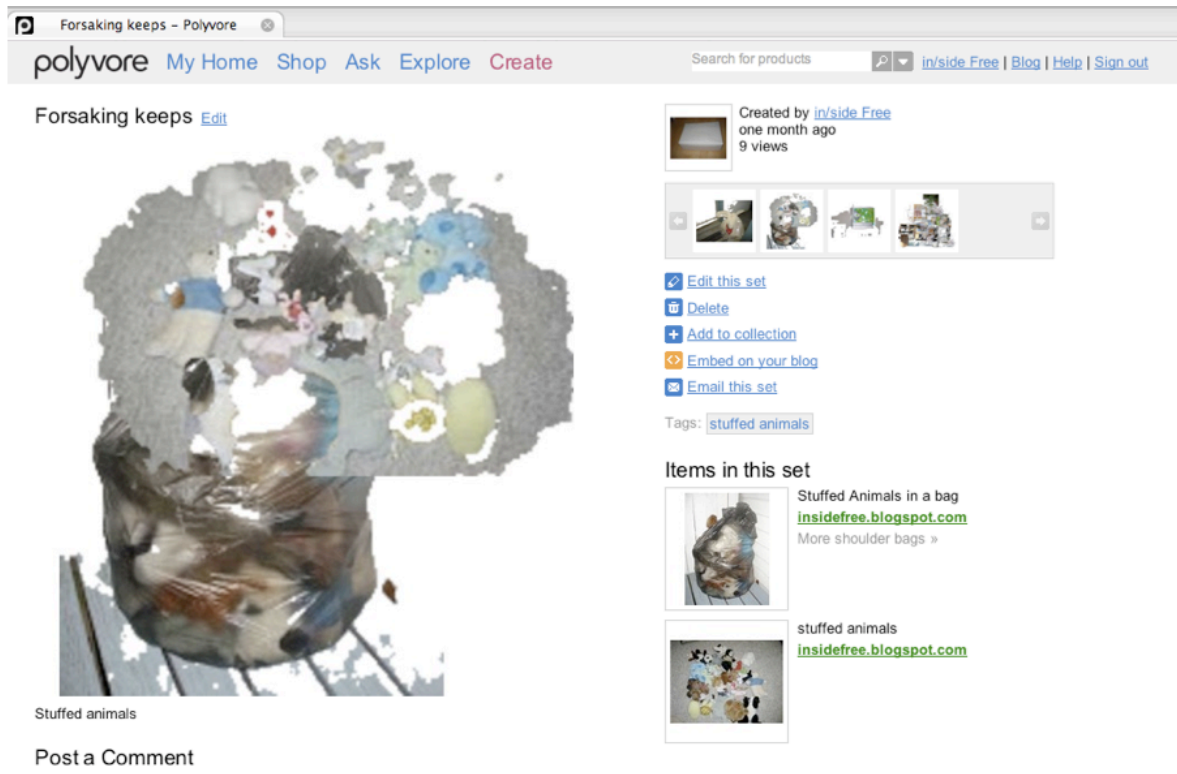 Forsaking keeps – Polyvore
polyvore My Home Shop Ask Explore Create
Search for products
in/side Free | Blog | Help | Sign out
Forsaking keeps Edit
Created by in/side Free
one month ago
9 views
Edit this set
Delete
Add to collection
Embed on your blog
Email this set
Tags: stuffed animals
Items in this set
Stuffed Animals in a bag
insidefree.blogspot.com
More shoulder bags »
stuffed animals
insidefree.blogspot.com
Stuffed animals
Post a Comment